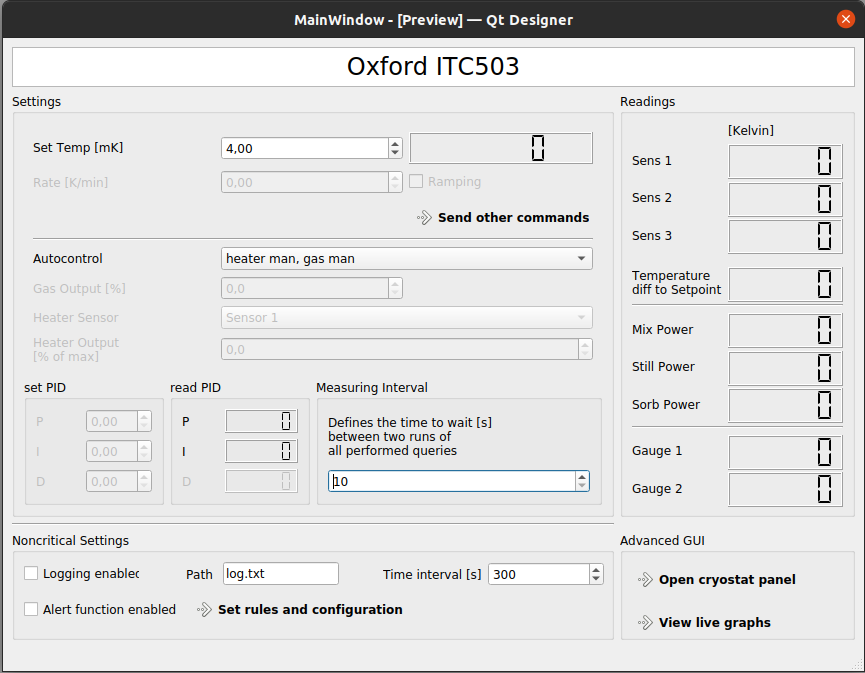 MainWindow - [Preview] — Qt Designer
Oxford ITC503
Settings
Set Temp [mK] 4,00 0
Rate [K/min] 0,00 Ramping
Send other commands
Autocontrol heater man, gas man
Gas Output [%] 0,0
Heater Sensor Sensor 1
Heater Output
[% of max] 0,0
set PID
P 0,00
I 0,00
D 0,00
read PID
P 0
I 0
D 0
Measuring Interval
Defines the time to wait [s]
between two runs of
all performed queries
10
Readings
[Kelvin]
Sens 1 0
Sens 2 0
Sens 3 0
Temperature
diff to Setpoint 0
Mix Power 0
Still Power 0
Sorb Power 0
Gauge 1 0
Gauge 2 0
Noncritical Settings
Logging enabled Path log.txt Time interval [s] 300
Alert function enabled Set rules and configuration
Advanced GUI
Open cryostat panel
View live graphs